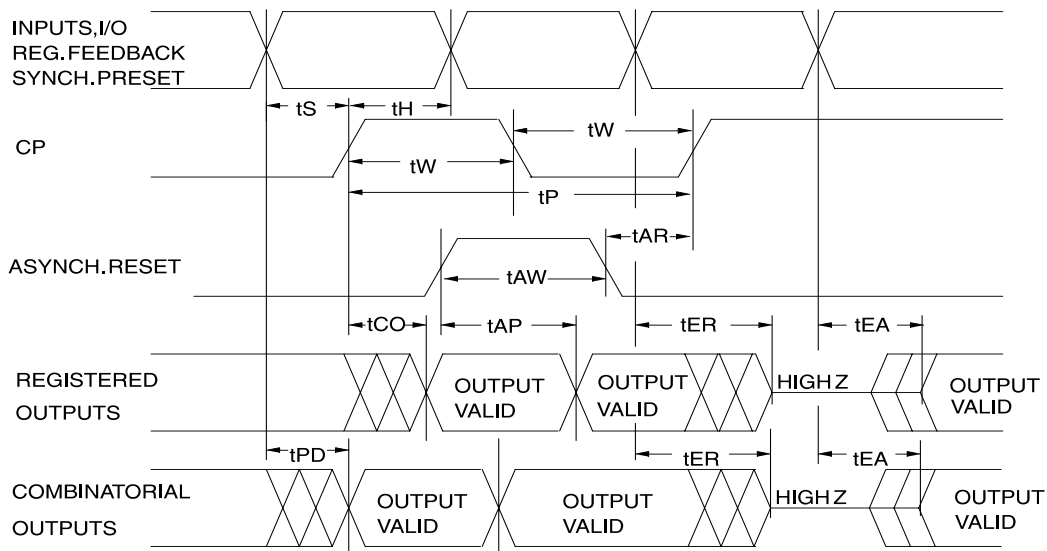 INPUTS,I/O
REG.FEEDBACK
SYNCH.PRESET
tS
tH
CP
tW
tW
tP
tAR
ASYNCH.RESET
tAW
tCO
tAP
tER
tEA
REGISTERED
OUTPUTS
OUTPUT
VALID
OUTPUT
VALID
HIGH Z
OUTPUT
VALID
tPD
tER
tEA
COMBINATORIAL
OUTPUTS
OUTPUT
VALID
OUTPUT
VALID
HIGH Z
OUTPUT
VALID